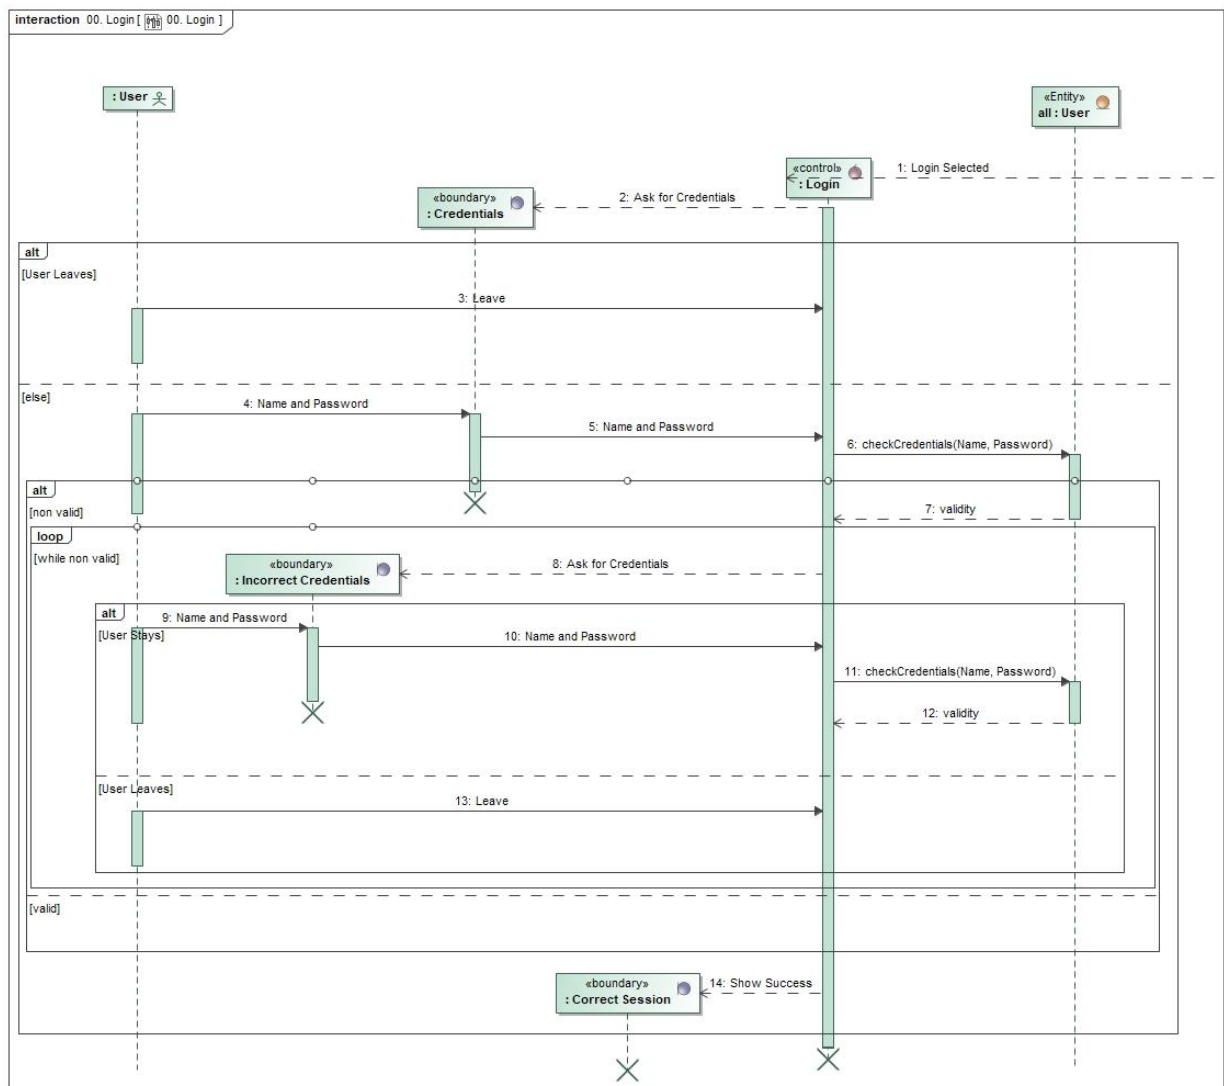 interaction 00. Login [ 00. Login ]
: User
«Entity»
all : User
«control»
: Login
1: Login Selected
«boundary»
: Credentials
2: Ask for Credentials
alt
[User Leaves]
3: Leave
[else]
4: Name and Password
5: Name and Password
6: checkCredentials(Name, Password)
alt
[non valid]
7: validity
loop
[while non valid]
«boundary»
: Incorrect Credentials
8: Ask for Credentials
alt
9: Name and Password
[User Stays]
10: Name and Password
11: checkCredentials(Name, Password)
12: validity
[User Leaves]
13: Leave
[valid]
«boundary»
: Correct Session
14: Show Success